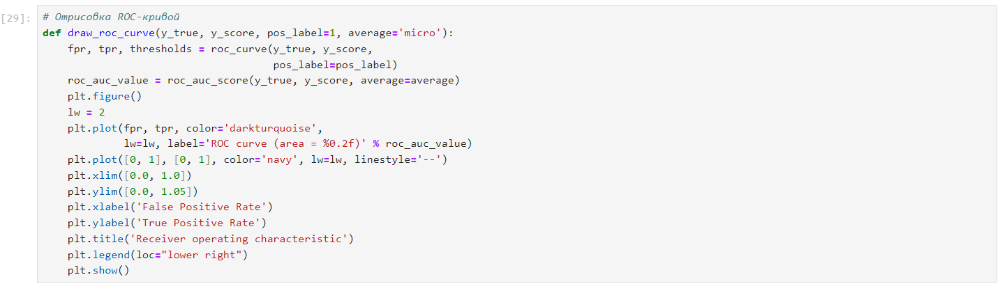 [29]:
# Отрисовка ROC-кривой
def draw_roc_curve(y_true, y_score, pos_label=1, average='micro'):
    fpr, tpr, thresholds = roc_curve(y_true, y_score,
                                     pos_label=pos_label)
    roc_auc_value = roc_auc_score(y_true, y_score, average=average)
    plt.figure()
    lw = 2
    plt.plot(fpr, tpr, color='darkturquoise',
             lw=lw, label='ROC curve (area = %0.2f)' % roc_auc_value)
    plt.plot([0, 1], [0, 1], color='navy', lw=lw, linestyle='--')
    plt.xlim([0.0, 1.0])
    plt.ylim([0.0, 1.05])
    plt.xlabel('False Positive Rate')
    plt.ylabel('True Positive Rate')
    plt.title('Receiver operating characteristic')
    plt.legend(loc="lower right")
    plt.show()